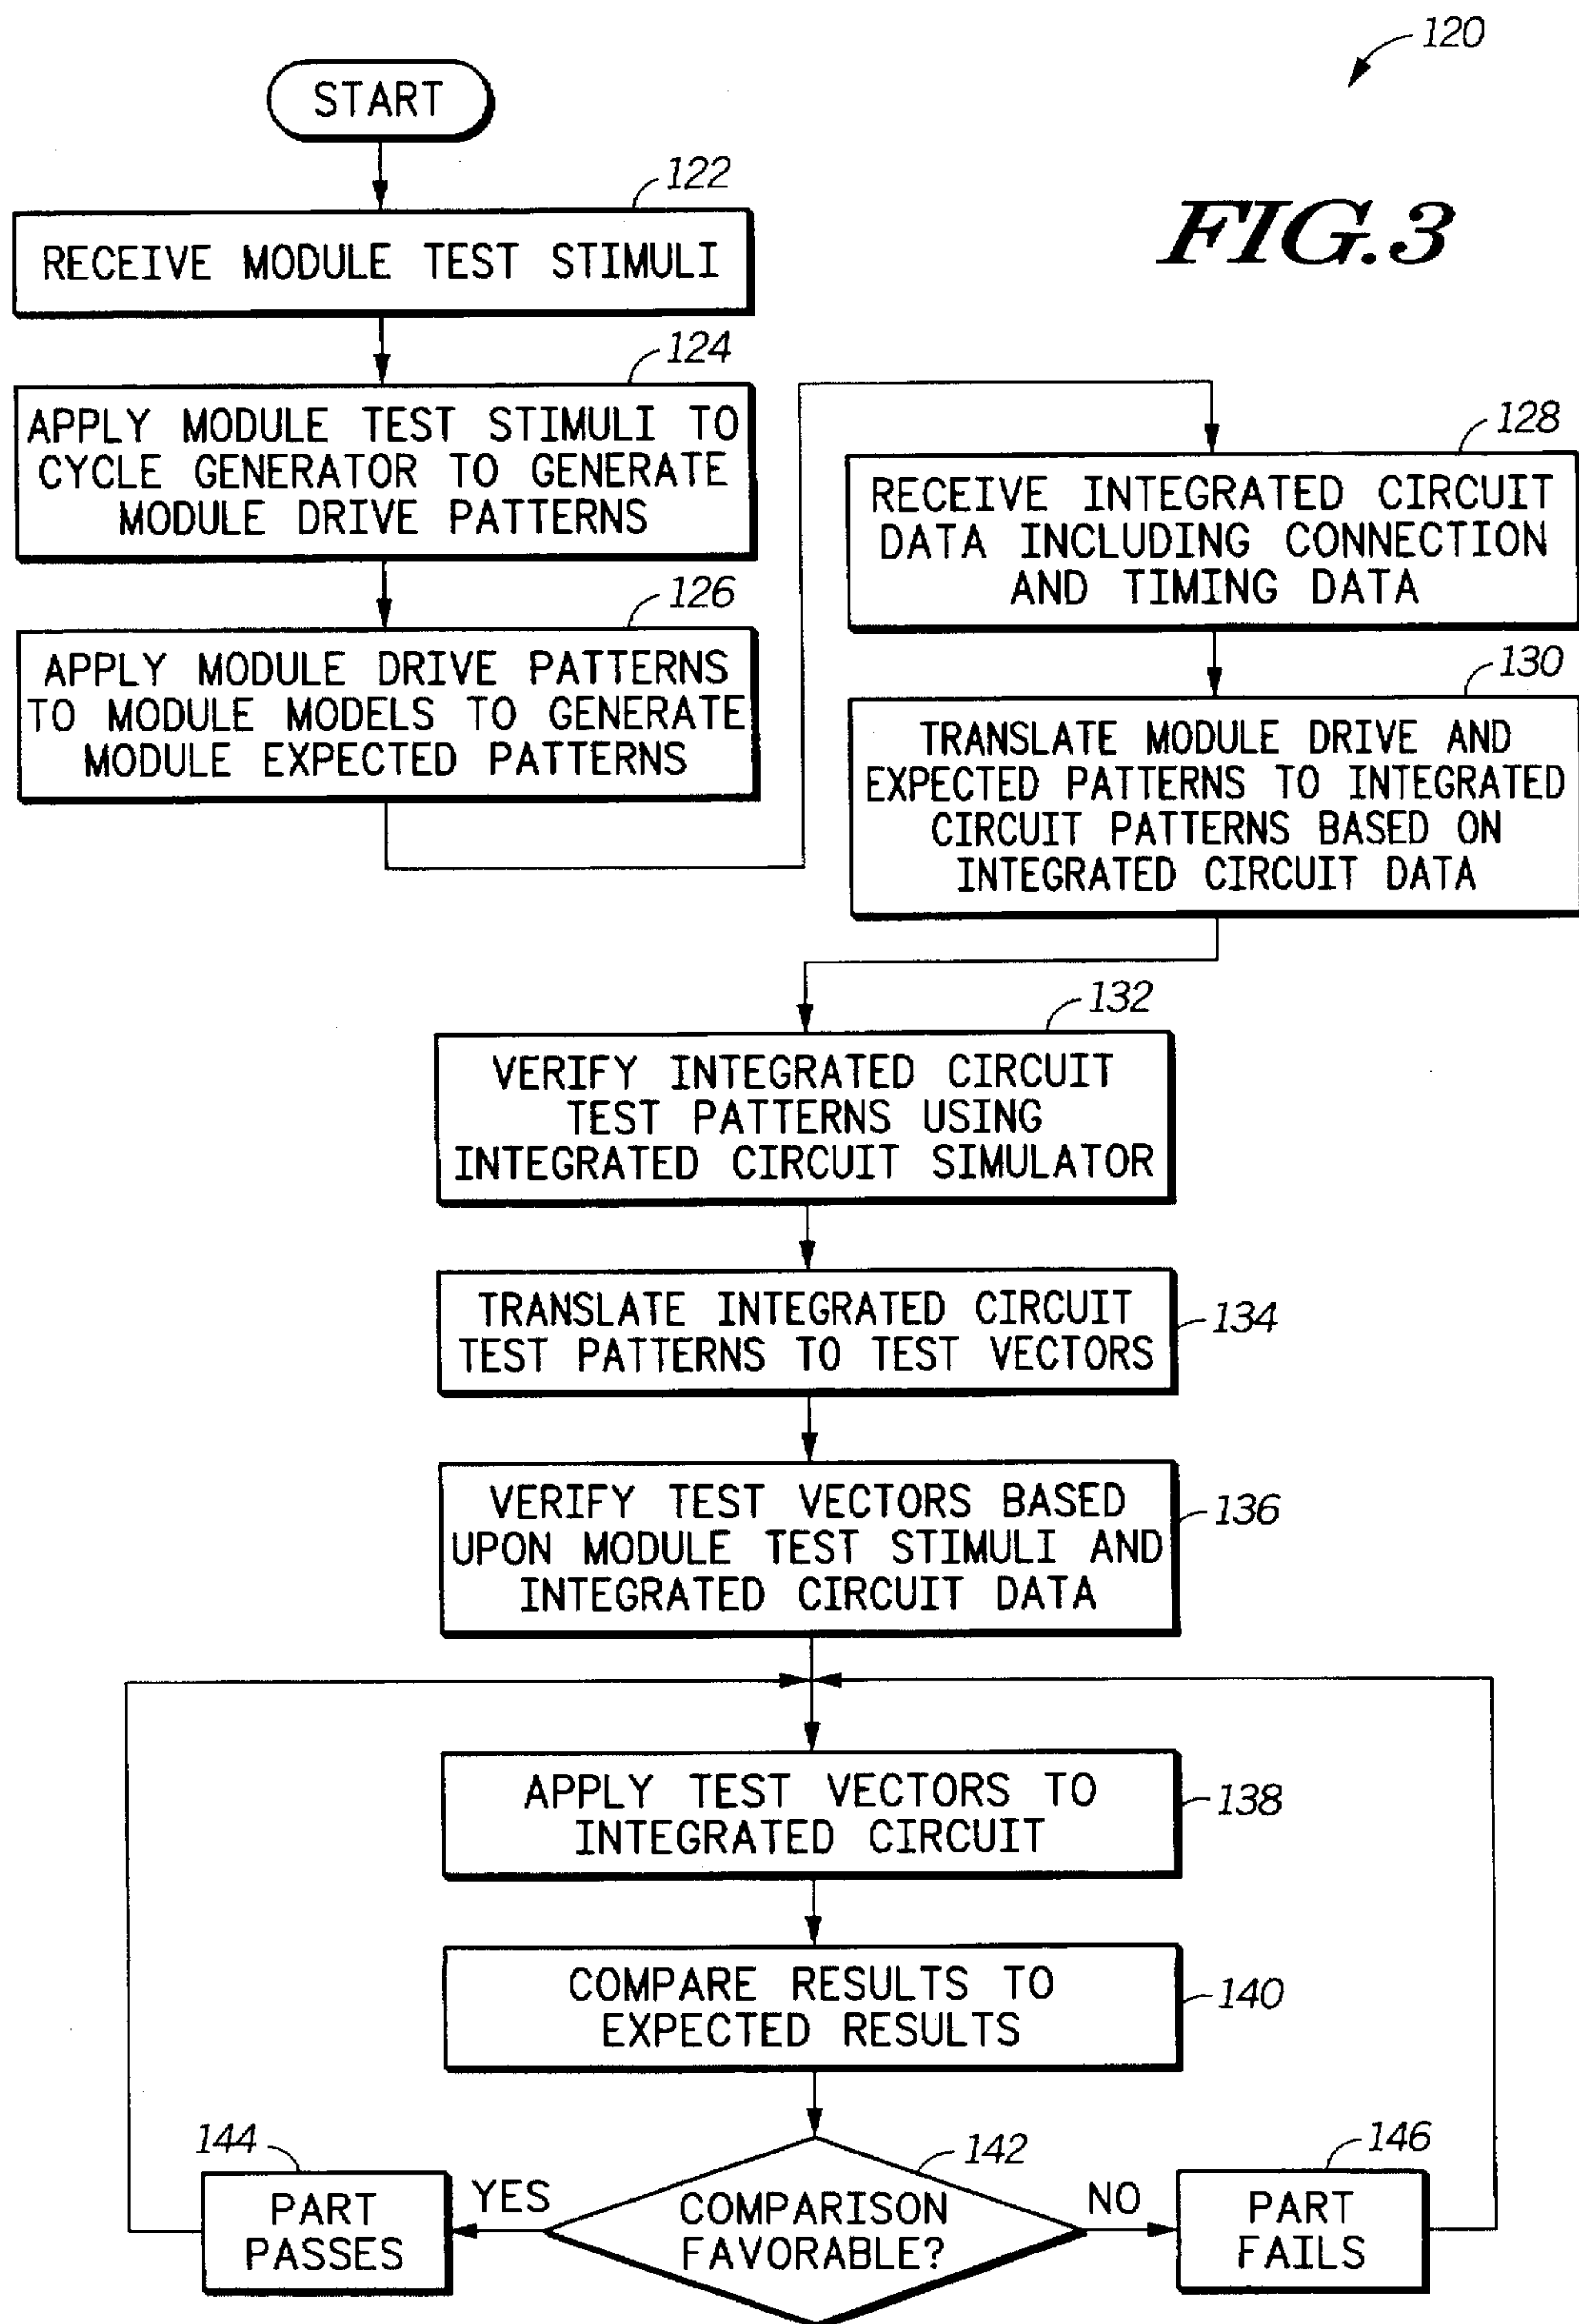 120
START
FIG.3
122
RECEIVE MODULE TEST STIMULI
124
APPLY MODULE TEST STIMULI TO
CYCLE GENERATOR TO GENERATE
MODULE DRIVE PATTERNS
126
APPLY MODULE DRIVE PATTERNS
TO MODULE MODELS TO GENERATE
MODULE EXPECTED PATTERNS
128
RECEIVE INTEGRATED CIRCUIT
DATA INCLUDING CONNECTION
AND TIMING DATA
130
TRANSLATE MODULE DRIVE AND
EXPECTED PATTERNS TO INTEGRATED
CIRCUIT PATTERNS BASED ON
INTEGRATED CIRCUIT DATA
132
VERIFY INTEGRATED CIRCUIT
TEST PATTERNS USING
INTEGRATED CIRCUIT SIMULATOR
TRANSLATE INTEGRATED CIRCUIT
TEST PATTERNS TO TEST VECTORS
134
VERIFY TEST VECTORS BASED
UPON MODULE TEST STIMULI AND
INTEGRATED CIRCUIT DATA
136
APPLY TEST VECTORS TO
INTEGRATED CIRCUIT
138
COMPARE RESULTS TO
EXPECTED RESULTS
140
144
PART
PASSES
YES
142
COMPARISON
FAVORABLE?
NO
146
PART
FAILS